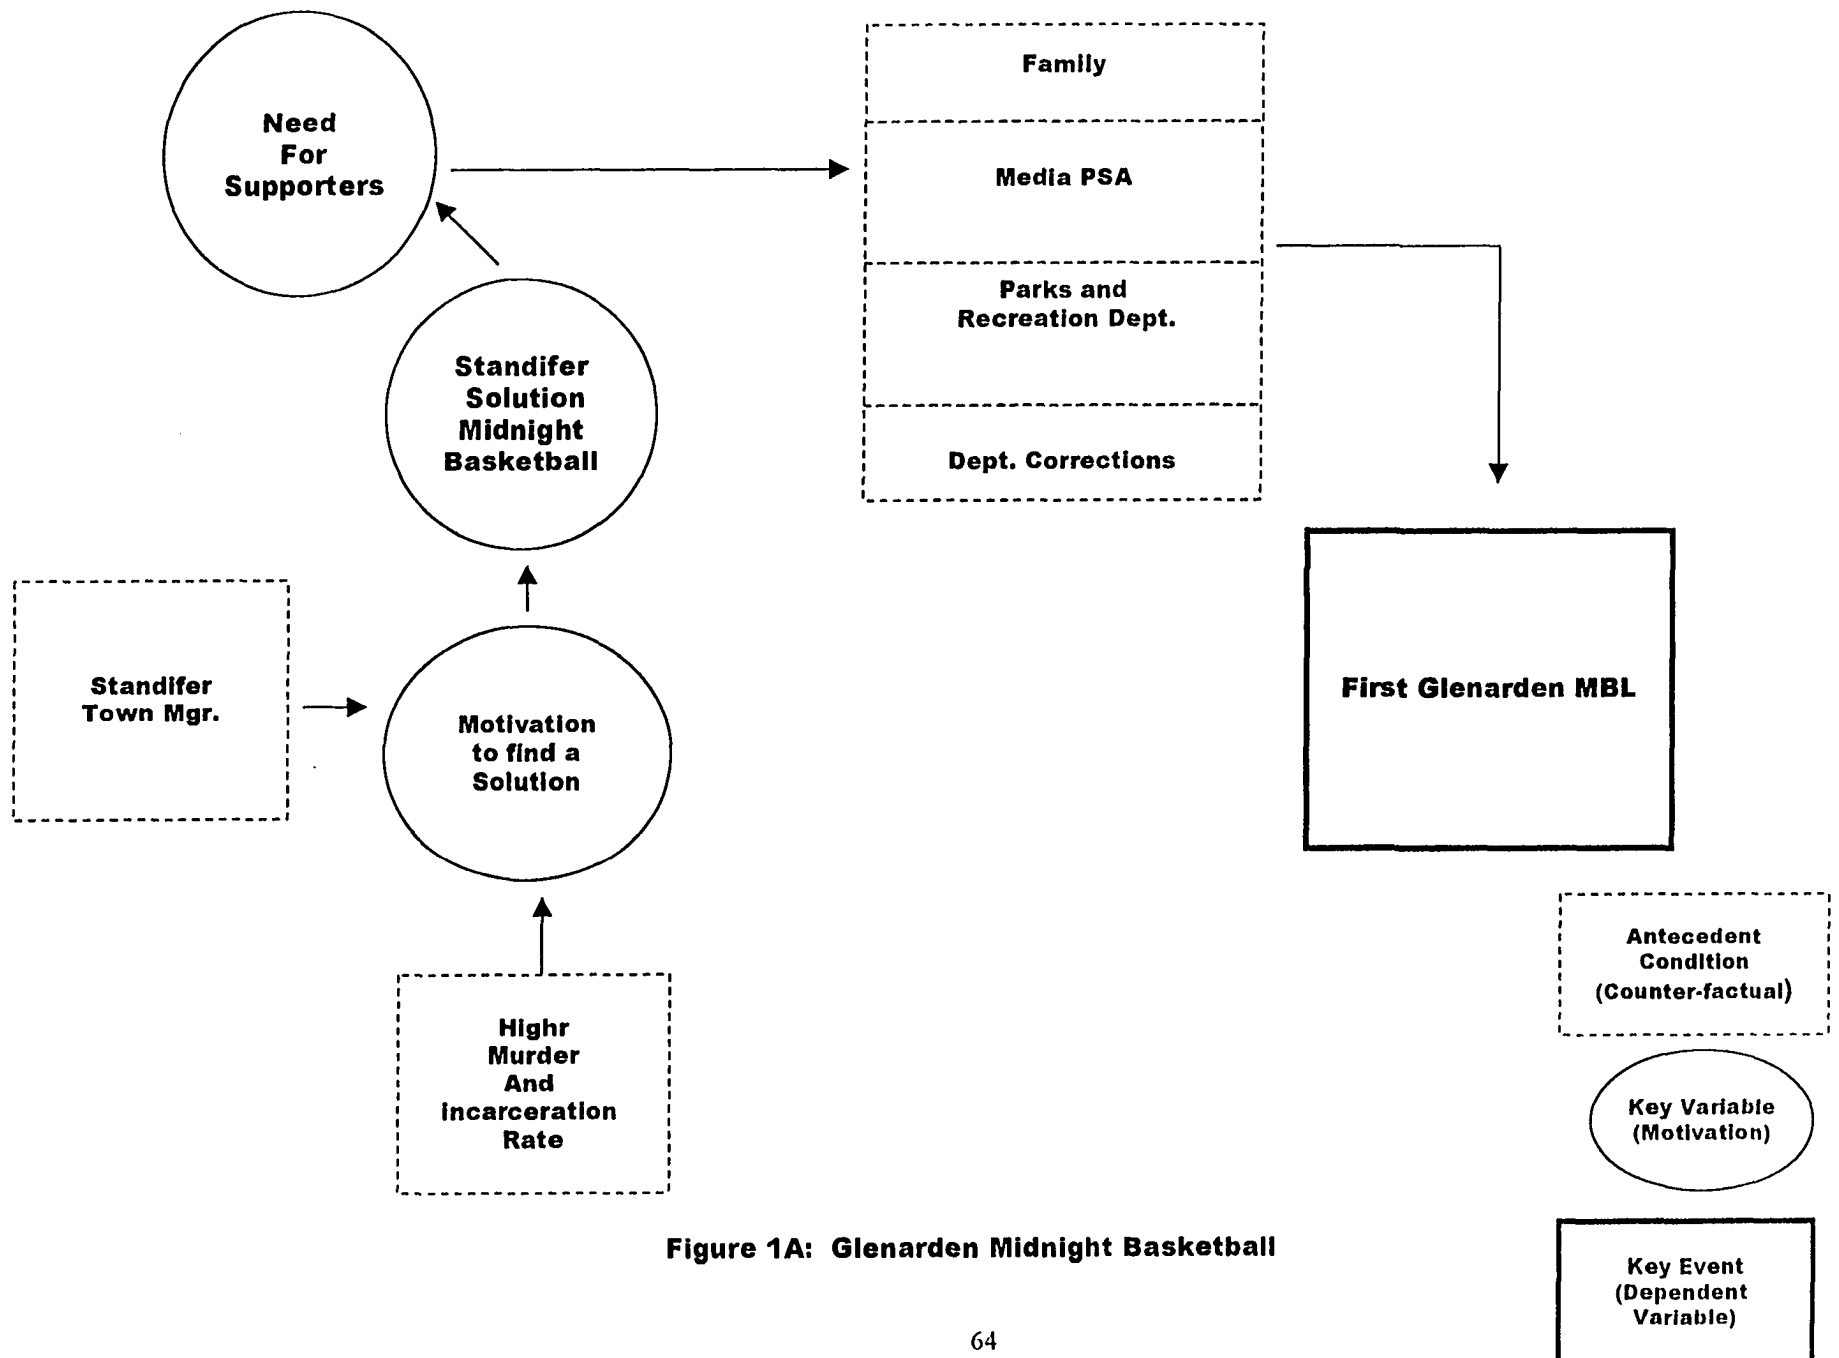 Need
For
Supporters
Family
Media PSA
Parks and
Recreation Dept.
Dept. Corrections
Standifer
Solution
Midnight
Basketball
Standifer
Town Mgr.
Motivation
to find a
Solution
First Glenarden MBL
Highr
Murder
And
incarceration
Rate
Antecedent
Condition
(Counter-factual)
Key Variable
(Motivation)
Key Event
(Dependent
Variable)
Figure 1A: Glenarden Midnight Basketball
64